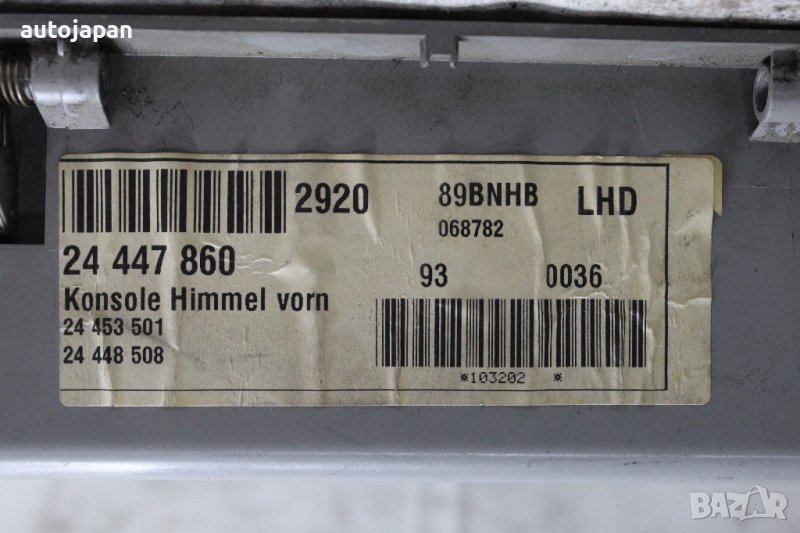 autojapan
2920
89BNHB
LHD
068782
24 447 860
93 0036
Konsole Himmel vorn
24 453 501
24 448 508
*103202 *
BAZAR